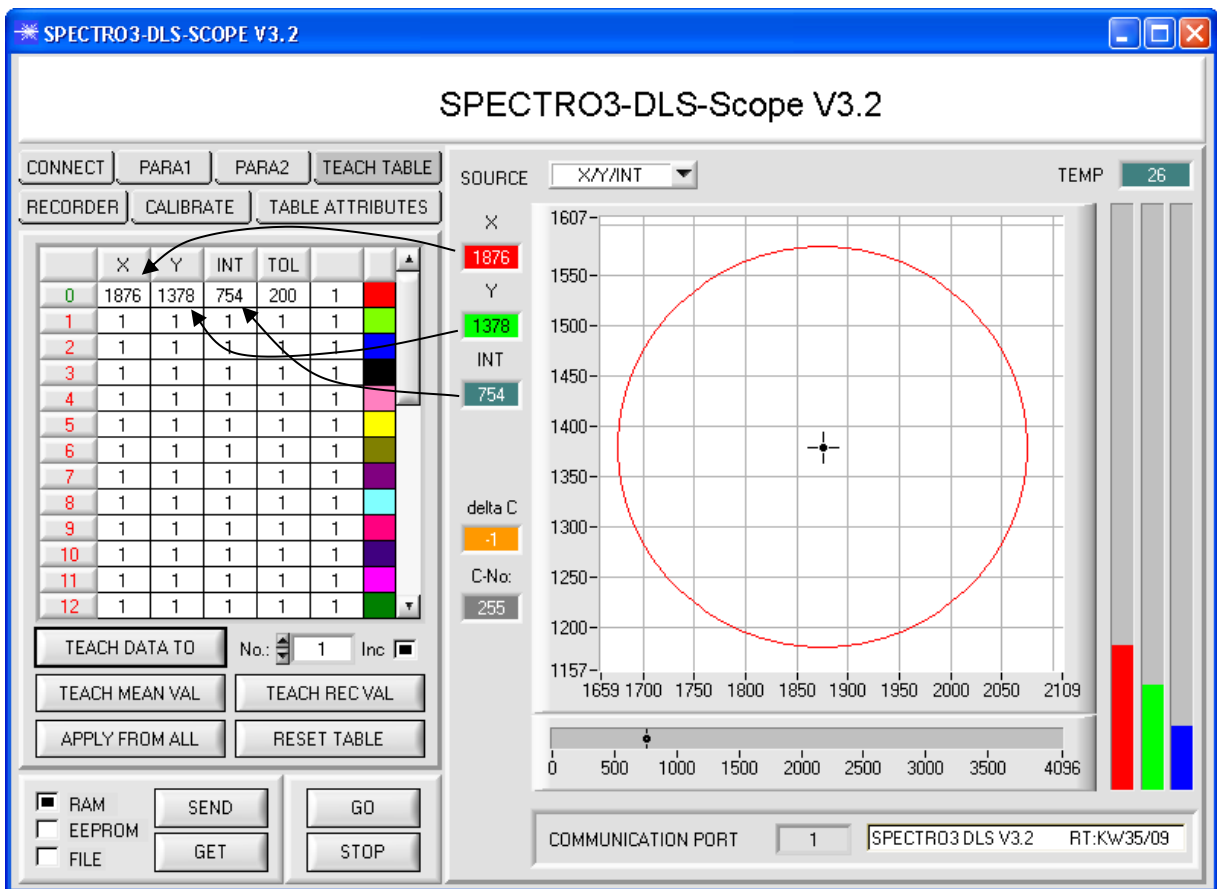 SPECTRO3-DLS-SCOPE V3.2
SPECTRO3-DLS-Scope V3.2
CONNECT PARA1 PARA2 TEACH TABLE
RECORDER CALIBRATE TABLE ATTRIBUTES
X Y INT TOL
0 1876 1378 754 200 1
1 1 1 1 1 1
2 1 1 1 1 1
3 1 1 1 1 1
4 1 1 1 1 1
5 1 1 1 1 1
6 1 1 1 1 1
7 1 1 1 1 1
8 1 1 1 1 1
9 1 1 1 1 1
10 1 1 1 1 1
11 1 1 1 1 1
12 1 1 1 1 1
TEACH DATA TO No.: 1 Inc
TEACH MEAN VAL TEACH REC VAL
APPLY FROM ALL RESET TABLE
RAM
EEPROM
FILE
SEND
GET
GO
STOP
SOURCE X/Y/INT
TEMP 26
X
1876
Y
1378
INT
754
delta C
-1
C-No:
255
1607
1550
1500
1450
1400
1350
1300
1250
1200
1157
1659 1700 1750 1800 1850 1900 1950 2000 2050 2109
0 500 1000 1500 2000 2500 3000 3500 4096
COMMUNICATION PORT 1 SPECTRO3 DLS V3.2 RT:KW35/09